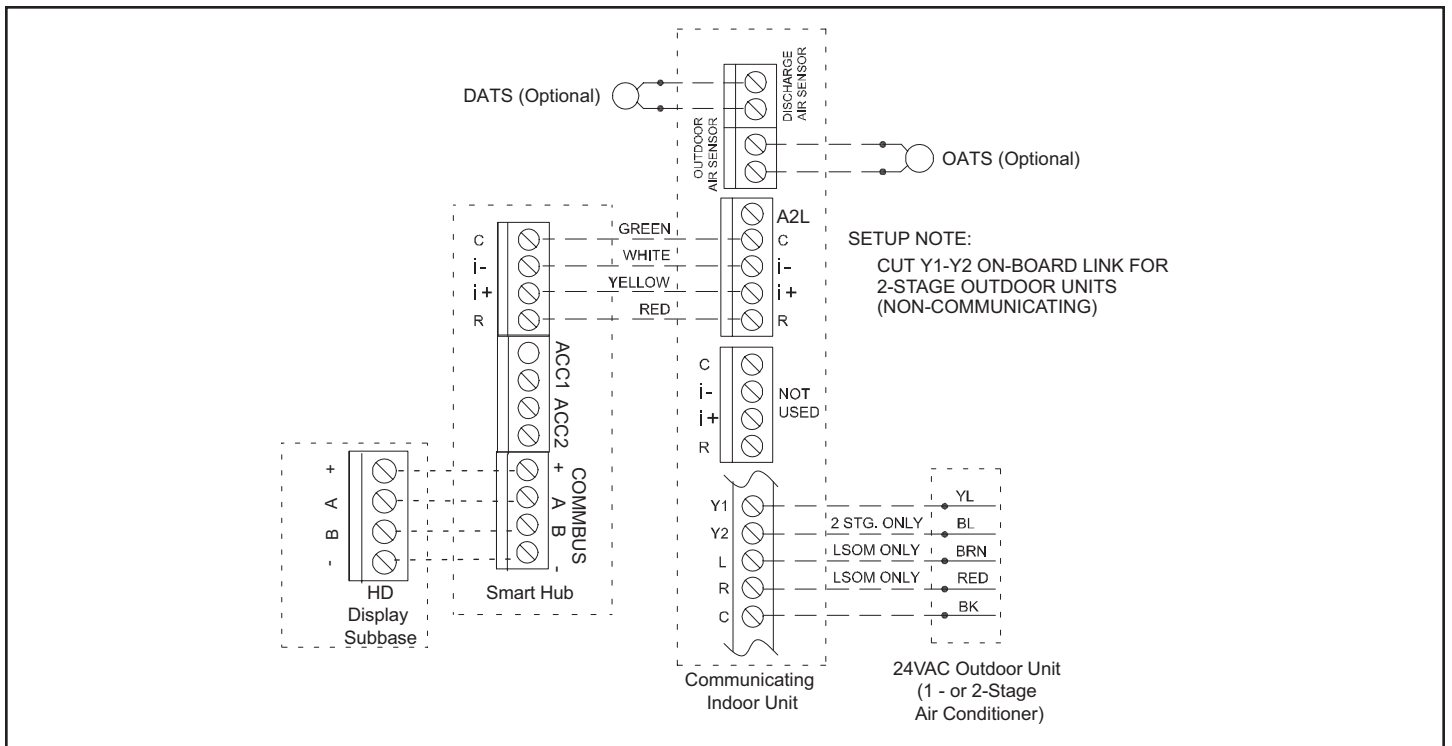 DATS (Optional)
DISCHARGE
AIR SENSOR
OUTDOOR
AIR SENSOR
OATS (Optional)
A2L
C
i-
i+
R
GREEN
WHITE
YELLOW
RED
C
i-
i+
R
SETUP NOTE:
CUT Y1-Y2 ON-BOARD LINK FOR
2-STAGE OUTDOOR UNITS
(NON-COMMUNICATING)
ACC1
ACC2
C
i-
i+
R
NOT
USED
+
A
B
-
+
A
B
-
COMMBUS
HD
Display
Subbase
Smart Hub
Y1
Y2
L
R
C
2 STG. ONLY
LSOM ONLY
LSOM ONLY
YL
BL
BRN
RED
BK
Communicating
Indoor Unit
24VAC Outdoor Unit
(1 - or 2-Stage
Air Conditioner)